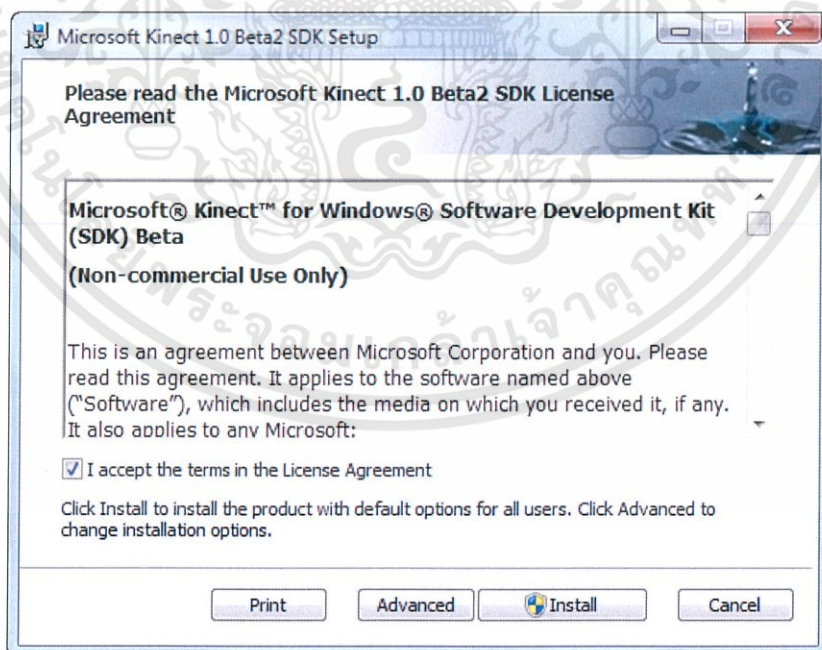 Microsoft Kinect 1.0 Beta2 SDK Setup
Please read the Microsoft Kinect 1.0 Beta2 SDK License
Agreement
Microsoft® Kinect™ for Windows® Software Development Kit
(SDK) Beta
(Non-commercial Use Only)
This is an agreement between Microsoft Corporation and you. Please
read this agreement. It applies to the software named above
("Software"), which includes the media on which you received it, if any.
It also applies to any Microsoft:
I accept the terms in the License Agreement
Click Install to install the product with default options for all users. Click Advanced to
change installation options.
Print
Advanced
Install
Cancel